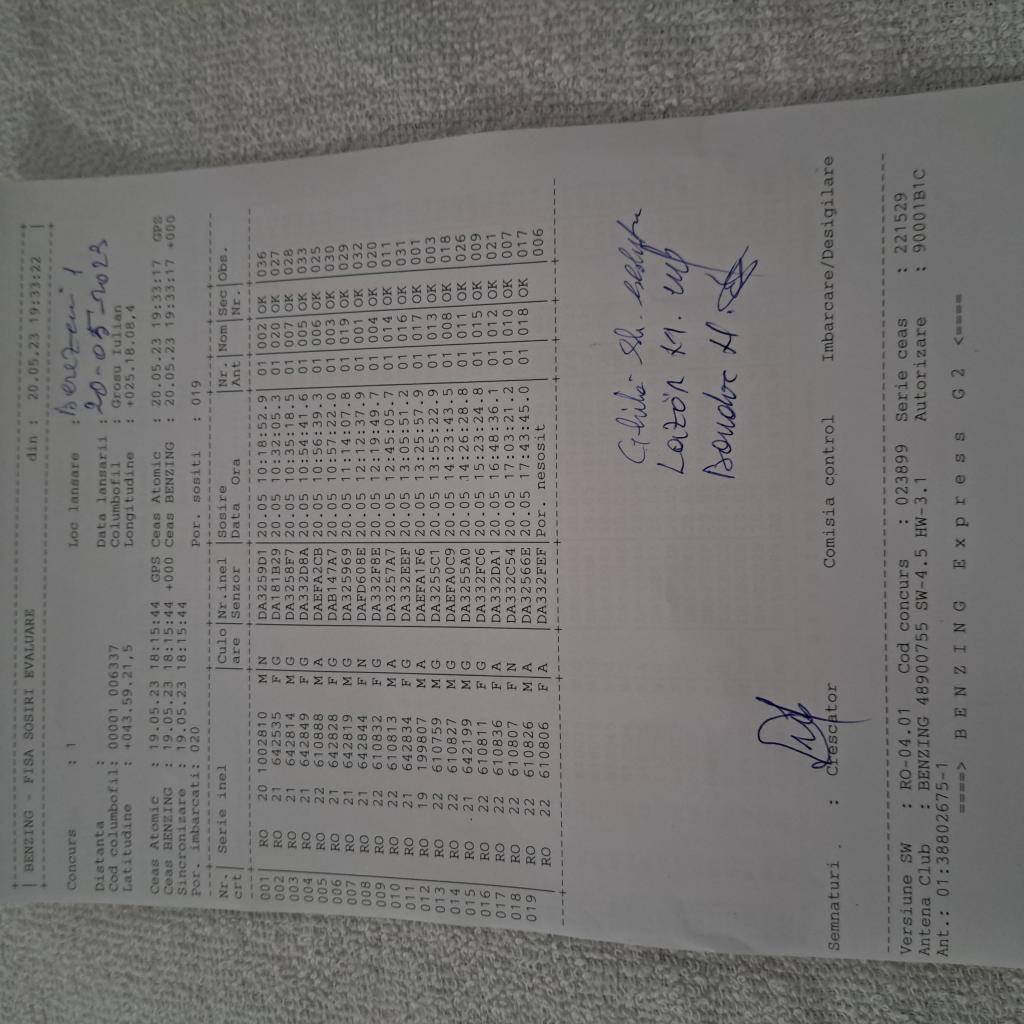 BENZING - FISA SOSIRI EVALUARE din : 20.05.23 19:33:22
Concurs : 1 Loc lansare : Berezeni 1
Distanta : Data lansarii : 20-05-2023
Cod columbofil: 00001 006337 Columbofil : Grosu Iulian
Latitudine : +043.59.21,5 Longitudine : +025.18.08,4
Ceas Atomic : 19.05.23 18:15:44 GPS Ceas Atomic : 20.05.23 19:33:17 GPS
Ceas BENZING : 19.05.23 18:15:44 +000 Ceas BENZING : 20.05.23 19:33:17 +000
Sincronizare : 19.05.23 18:15:44
Por. imbarcati: 020 Por. sositi : 019
Nr. Serie inel Culo Nr.inel Sosire Nr. Nom Sec Obs.
crt are Senzor Data Ora Ant Nr.
001 RO 20 1002810 M N DA3259D1 20.05 10:18:52.9 01 002 OK 036
002 RO 21 642535 F G DA181B29 20.05 10:32:05.3 01 020 OK 027
003 RO 21 642814 M G DA3258F7 20.05 10:35:18.5 01 007 OK 028
004 RO 21 642849 F G DA332D8A 20.05 10:54:41.6 01 005 OK 033
005 RO 22 610888 M A DAEFA2CB 20.05 10:56:39.3 01 006 OK 025
006 RO 21 642828 F G DAB147A7 20.05 10:57:22.0 01 003 OK 030
007 RO 21 642819 M G DA325969 20.05 11:14:07.8 01 019 OK 029
008 RO 21 642844 F N DAFD608E 20.05 12:12:37.9 01 001 OK 032
009 RO 22 610832 F G DA332F8E 20.05 12:19:49.7 01 004 OK 020
010 RO 22 610813 M A DA3257A7 20.05 12:45:05.7 01 014 OK 011
011 RO 21 642834 F G DA332EEF 20.05 13:05:51.2 01 016 OK 031
012 RO 19 199807 M A DAEFA1F6 20.05 13:25:57.9 01 017 OK 001
013 RO 22 610759 M G DA3255C1 20.05 13:55:22.9 01 013 OK 003
014 RO 22 610827 M G DAEFA0C9 20.05 14:23:43.5 01 008 OK 018
015 RO 21 642199 M G DA3255A0 20.05 14:26:28.8 01 011 OK 026
016 RO 22 610811 F G DA332FC6 20.05 15:23:24.8 01 015 OK 009
017 RO 22 610836 F A DA332DA1 20.05 16:48:36.1 01 012 OK 021
018 RO 22 610807 F N DA332C54 20.05 17:03:21.2 01 010 OK 007
019 RO 22 610826 M A DA32566E 20.05 17:43:45.0 01 018 OK 017
RO 22 610806 F A DA332FEF Por. nesosit 006
Semnaturi : Crescator Comisia control Imbarcare/Desigilare
Versiune SW : RO-04.01 Cod concurs : 023899 Serie ceas : 221529
Antena Club : BENZING 48900755 SW-4.5 HW-3.1 Autorizare : 90001B1C
Ant.: 01:38802675-1
====> B E N Z I N G E x p r e s s G 2 <====